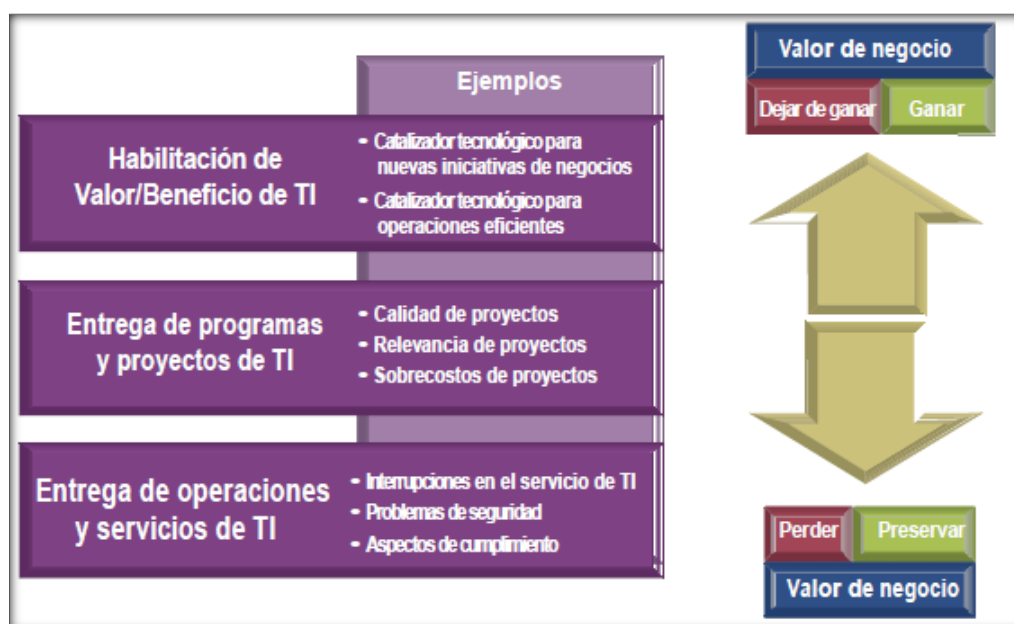 Ejemplos
Habilitación de
Valor/Beneficio de TI
- Catalizador tecnológico para
nuevas iniciativas de negocios
- Catalizador tecnológico para
operaciones eficientes
Entrega de programas
y proyectos de TI
- Calidad de proyectos
- Relevancia de proyectos
- Sobrecostos de proyectos
Entrega de operaciones
y servicios de TI
- Interrupciones en el servicio de TI
- Problemas de seguridad
- Aspectos de cumplimiento
Valor de negocio
Dejar de ganar Ganar
Perder Preservar
Valor de negocio